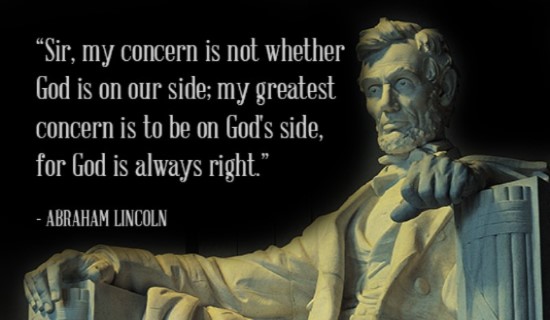 “Sir, my concern is not whether
God is on our side; my greatest
concern is to be on God's side,
for God is always right.”
- ABRAHAM LINCOLN